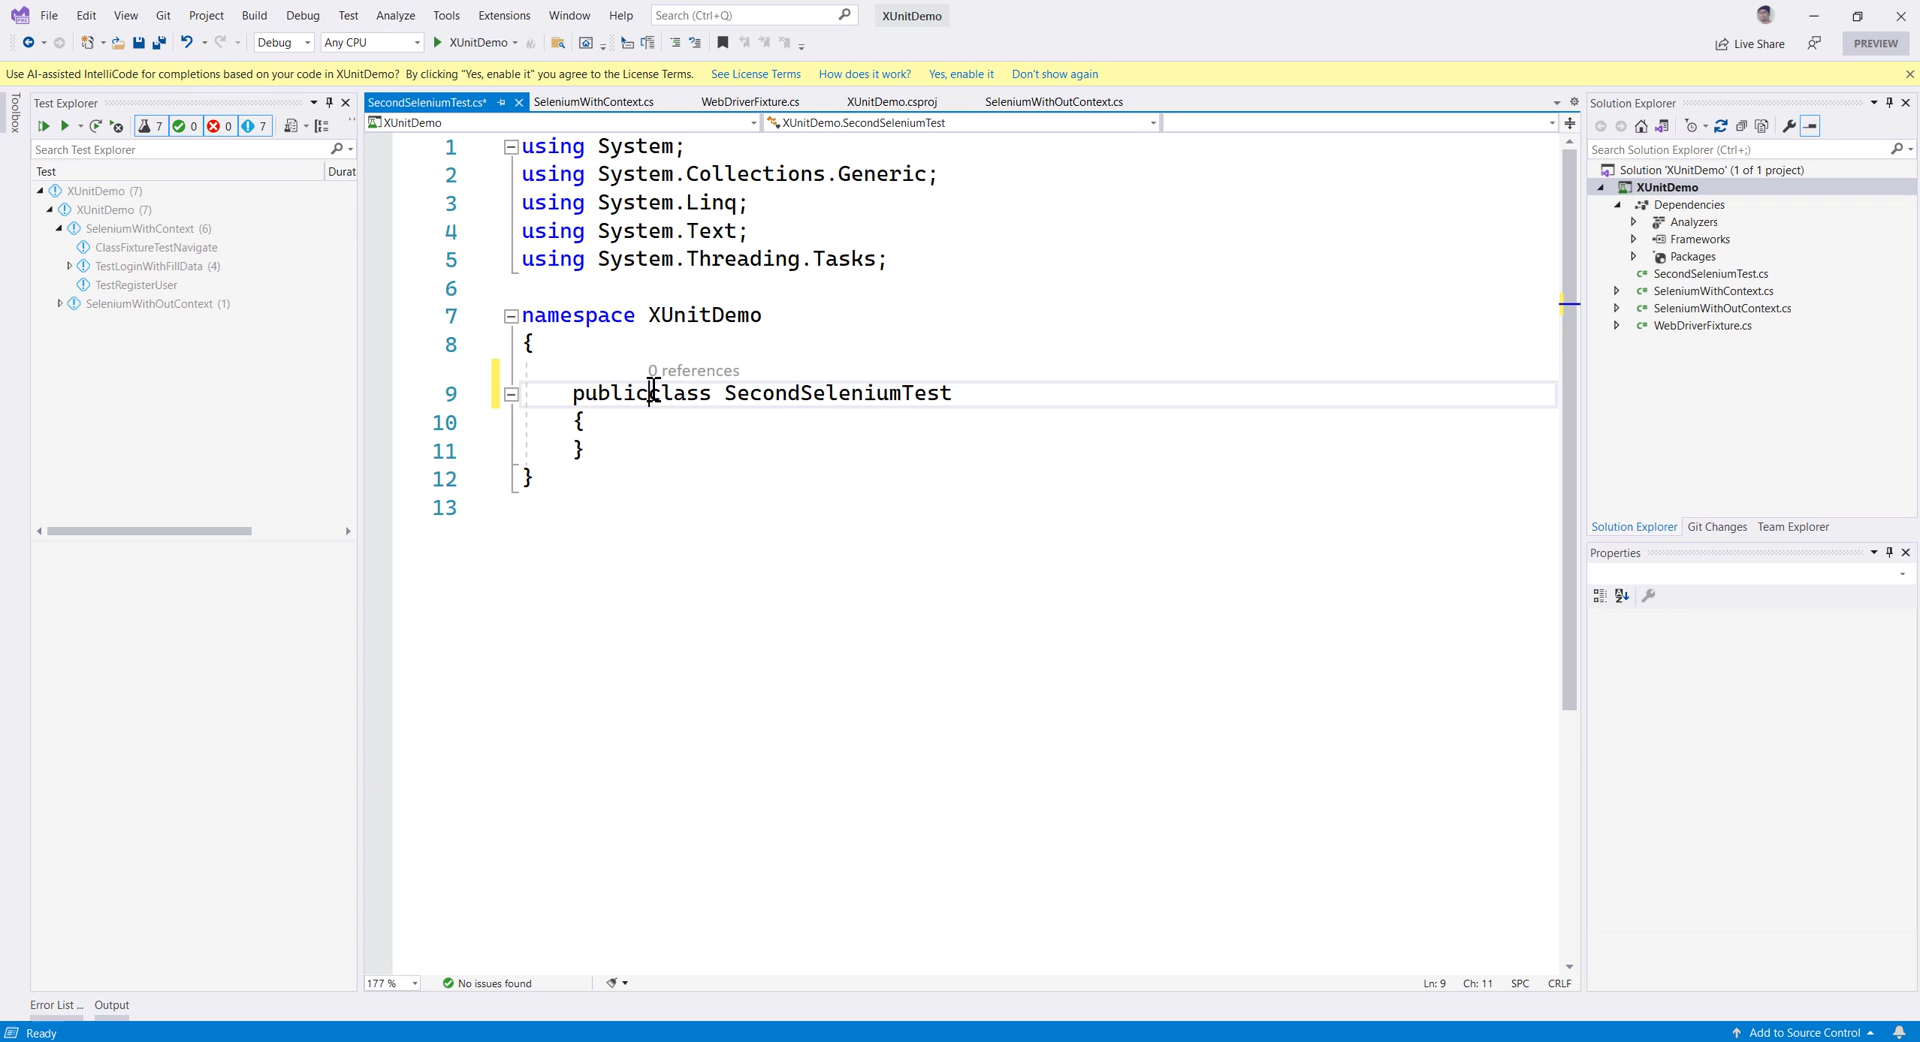 File Edit View Git Project Build Debug Test Analyze Tools Extensions Window Help Search (Ctrl+Q) XUnitDemo
Debug Any CPU XUnitDemo Live Share PREVIEW
Use AI-assisted IntelliCode for completions based on your code in XUnitDemo? By clicking "Yes, enable it" you agree to the License Terms. See License Terms How does it work? Yes, enable it Don't show again
Toolbox
Test Explorer
7 0 0 7
Search Test Explorer
Test Durat
XUnitDemo (7)
XUnitDemo (7)
SeleniumWithContext (6)
ClassFixtureTestNavigate
TestLoginWithFillData (4)
TestRegisterUser
SeleniumWithOutContext (1)
SecondSeleniumTest.cs* SeleniumWithContext.cs WebDriverFixture.cs XUnitDemo.csproj SeleniumWithOutContext.cs
XUnitDemo XUnitDemo.SecondSeleniumTest
1 using System;
2 using System.Collections.Generic;
3 using System.Linq;
4 using System.Text;
5 using System.Threading.Tasks;
6
7 namespace XUnitDemo
8 {
0 references
9 publicclass SecondSeleniumTest
10 {
11 }
12 }
13
177 % No issues found Ln: 9 Ch: 11 SPC CRLF
Solution Explorer
Search Solution Explorer (Ctrl+;)
Solution 'XUnitDemo' (1 of 1 project)
XUnitDemo
Dependencies
Analyzers
Frameworks
Packages
SecondSeleniumTest.cs
SeleniumWithContext.cs
SeleniumWithOutContext.cs
WebDriverFixture.cs
Solution Explorer Git Changes Team Explorer
Properties
Error List ... Output
Ready Add to Source Control